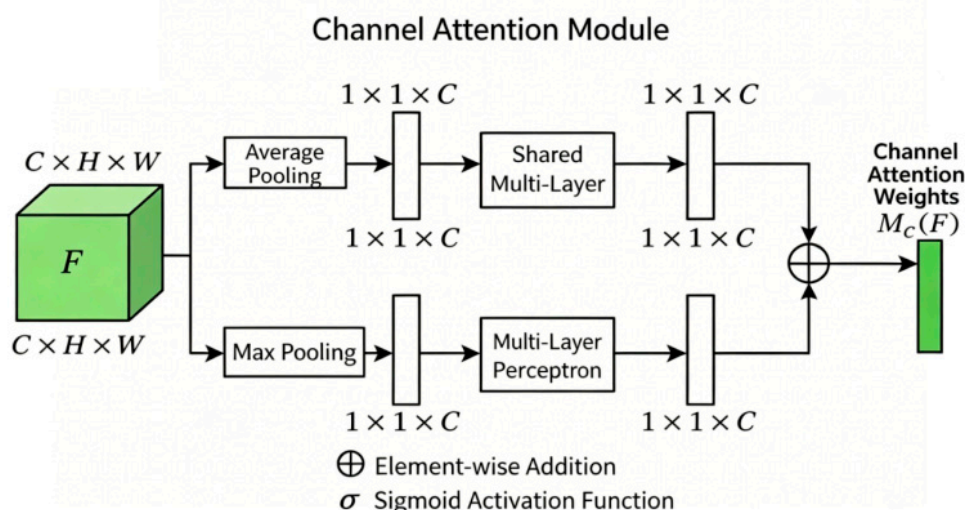 Channel Attention Module
1 × 1 × C
1 × 1 × C
C × H × W
Average
Pooling
Shared
Multi-Layer
Channel
Attention
Weights
M_C(F)
F
1 × 1 × C
1 × 1 × C
C × H × W
Max Pooling
Multi-Layer
Perceptron
1 × 1 × C
1 × 1 × C
⊕ Element-wise Addition
σ Sigmoid Activation Function